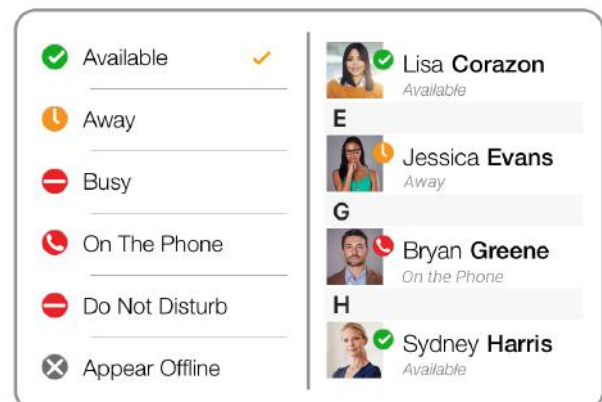 Available
Away
Busy
On The Phone
Do Not Disturb
Appear Offline
Lisa Corazon
Available
E
Jessica Evans
Away
G
Bryan Greene
On the Phone
H
Sydney Harris
Available